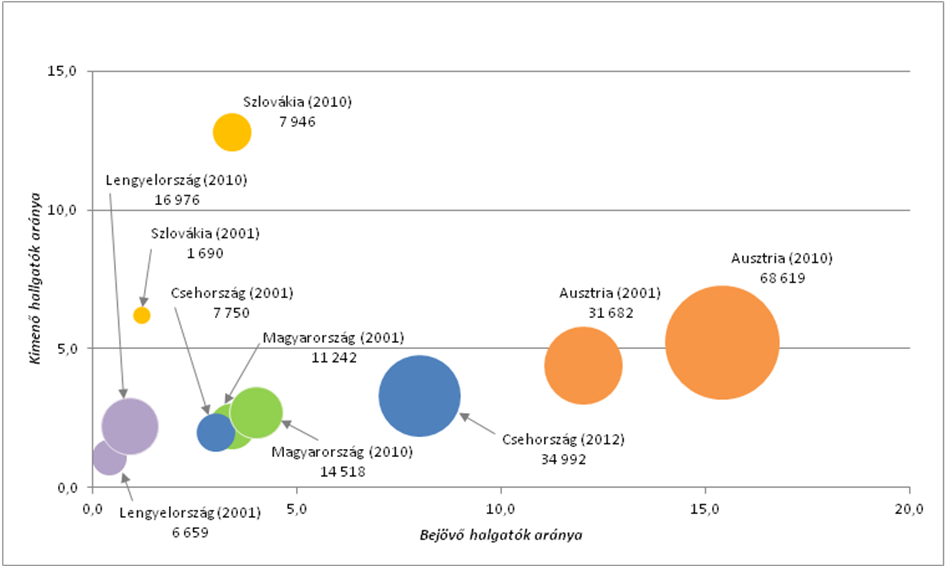 15,0
Szlovákia (2010)
7 946
Lengyelország (2010)
16 976
10,0
Szlovákia (2001)
1 690
Ausztria (2010)
68 619
Csehország (2001)
7 750
Ausztria (2001)
31 682
Magyarország (2001)
11 242
5,0
Csehország (2012)
34 992
Magyarország (2010)
14 518
0,0
Lengyelország (2001)
6 659
0,0
5,0
10,0
15,0
20,0
Bejövő halgatók aránya
Kimenő hallgatók aránya